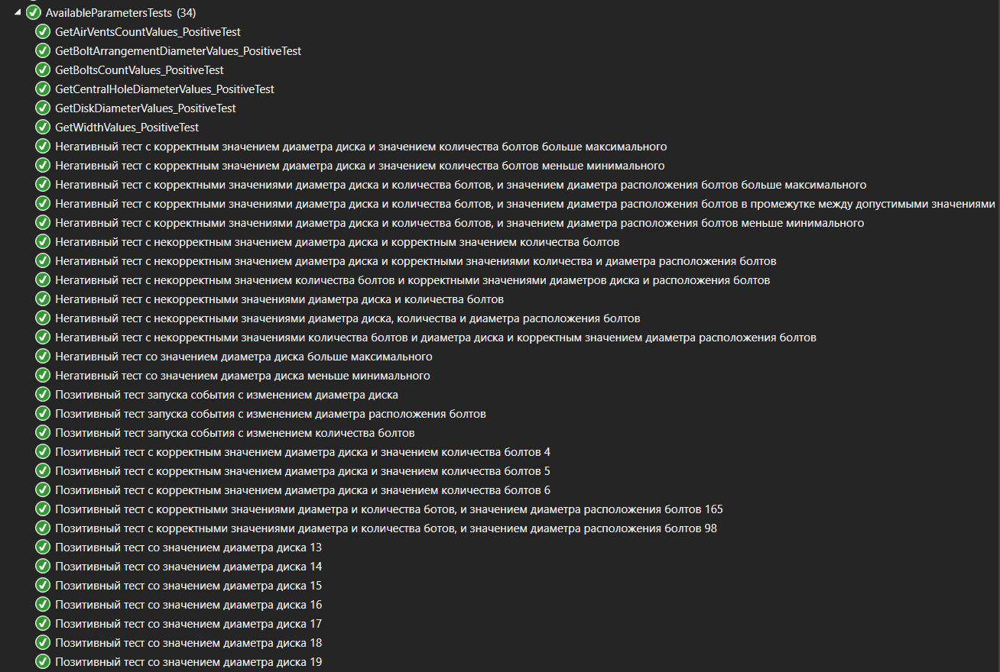 AvailableParametersTests (34)
GetAirVentsCountValues_PositiveTest
GetBoltArrangementDiameterValues_PositiveTest
GetBoltsCountValues_PositiveTest
GetCentralHoleDiameterValues_PositiveTest
GetDiskDiameterValues_PositiveTest
GetWidthValues_PositiveTest
Негативный тест с корректным значением диаметра диска и значением количества болтов больше максимального
Негативный тест с корректным значением диаметра диска и значением количества болтов меньше минимального
Негативный тест с корректными значениями диаметра диска и количества болтов, и значением диаметра расположения болтов больше максимального
Негативный тест с корректными значениями диаметра диска и количества болтов, и значением диаметра расположения болтов в промежутке между допустимыми значениями
Негативный тест с корректными значениями диаметра диска и количества болтов, и значением диаметра расположения болтов меньше минимального
Негативный тест с некорректным значением диаметра диска и корректным значением количества болтов
Негативный тест с некорректным значением диаметра диска и корректными значениями количества и диаметра расположения болтов
Негативный тест с некорректным значением количества болтов и корректными значениями диаметров диска и расположения болтов
Негативный тест с некорректными значениями диаметра диска и количества болтов
Негативный тест с некорректными значениями диаметра диска, количества и диаметра расположения болтов
Негативный тест с некорректными значениями количества болтов и диаметра диска и корректным значением диаметра расположения болтов
Негативный тест со значением диаметра диска больше максимального
Негативный тест со значением диаметра диска меньше минимального
Позитивный тест запуска события с изменением диаметра диска
Позитивный тест запуска события с изменением диаметра расположения болтов
Позитивный тест запуска события с изменением количества болтов
Позитивный тест с корректным значением диаметра диска и значением количества болтов 4
Позитивный тест с корректным значением диаметра диска и значением количества болтов 5
Позитивный тест с корректным значением диаметра диска и значением количества болтов 6
Позитивный тест с корректными значениями диаметра и количества ботов, и значением диаметра расположения болтов 165
Позитивный тест с корректными значениями диаметра и количества ботов, и значением диаметра расположения болтов 98
Позитивный тест со значением диаметра диска 13
Позитивный тест со значением диаметра диска 14
Позитивный тест со значением диаметра диска 15
Позитивный тест со значением диаметра диска 16
Позитивный тест со значением диаметра диска 17
Позитивный тест со значением диаметра диска 18
Позитивный тест со значением диаметра диска 19